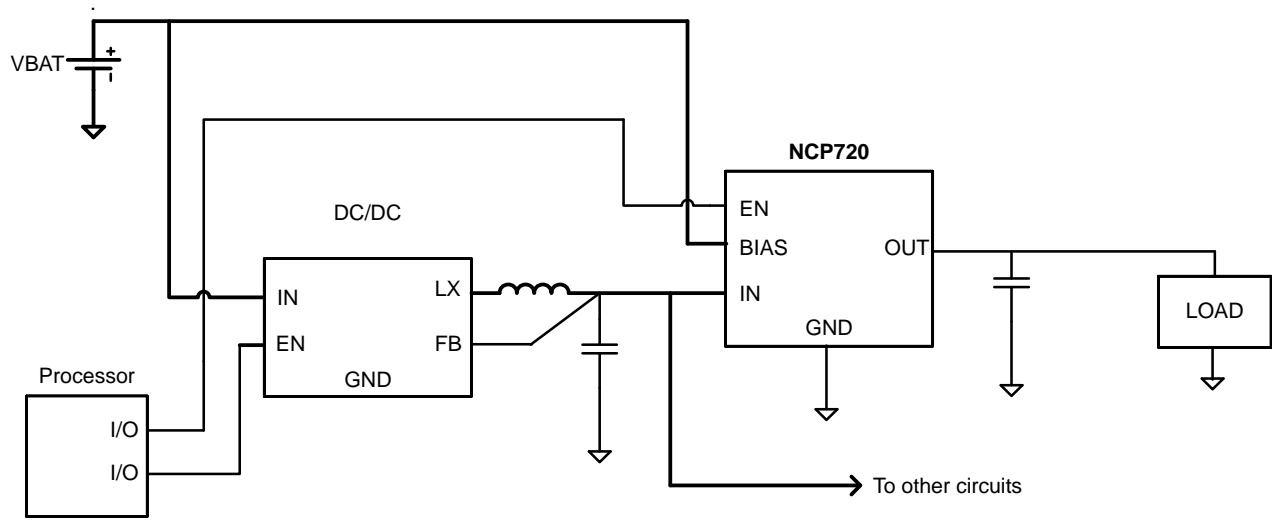 VBAT
+
NCP720
EN
DC/DC
BIAS
OUT
LX
IN
IN
LOAD
GND
EN
FB
Processor
GND
I/O
I/O
To other circuits